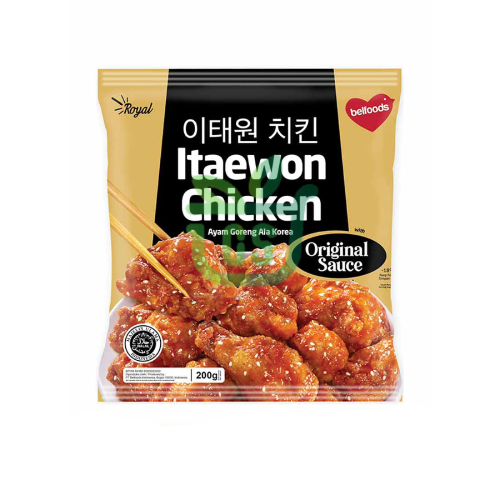 Royal
belfoods
이태원 치킨
Itaewon
Chicken
Ayam Goreng Ala Korea
with
Original
Sauce
200g